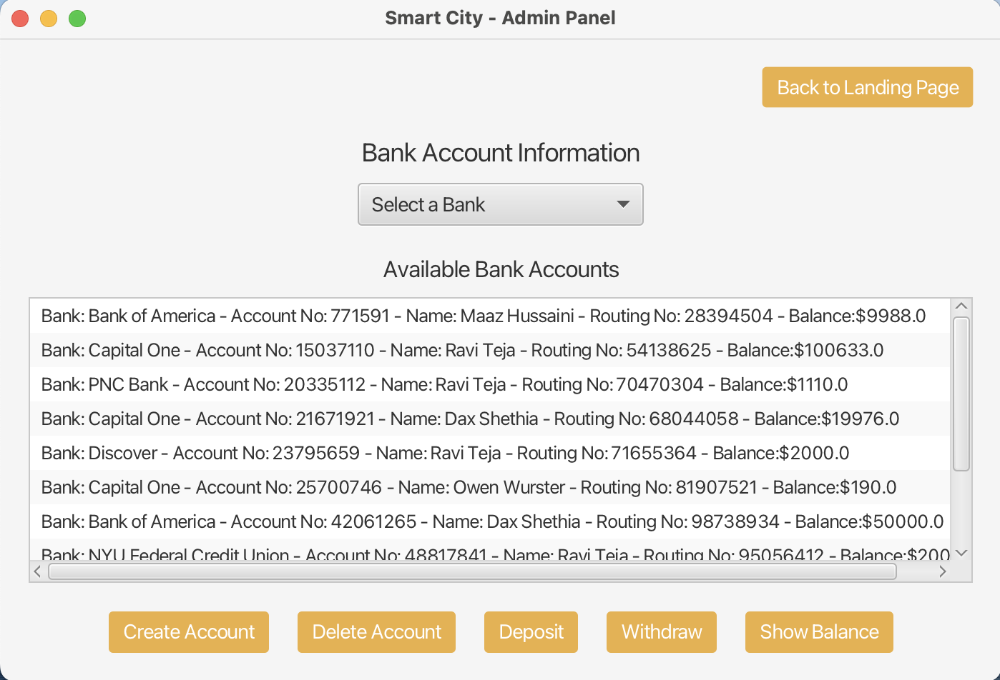 Smart City - Admin Panel
Back to Landing Page
Bank Account Information
Select a Bank
Available Bank Accounts
Bank: Bank of America - Account No: 771591 - Name: Maaz Hussaini - Routing No: 28394504 - Balance:$9988.0
Bank: Capital One - Account No: 15037110 - Name: Ravi Teja - Routing No: 54138625 - Balance:$100633.0
Bank: PNC Bank - Account No: 20335112 - Name: Ravi Teja - Routing No: 70470304 - Balance:$1110.0
Bank: Capital One - Account No: 21671921 - Name: Dax Shethia - Routing No: 68044058 - Balance:$19976.0
Bank: Discover - Account No: 23795659 - Name: Ravi Teja - Routing No: 71655364 - Balance:$2000.0
Bank: Capital One - Account No: 25700746 - Name: Owen Wurster - Routing No: 81907521 - Balance:$190.0
Bank: Bank of America - Account No: 42061265 - Name: Dax Shethia - Routing No: 98738934 - Balance:$50000.0
Bank: NYU Federal Credit Union - Account No: 48817841 - Name: Ravi Teja - Routing No: 95056412 - Balance:$200
Create Account
Delete Account
Deposit
Withdraw
Show Balance